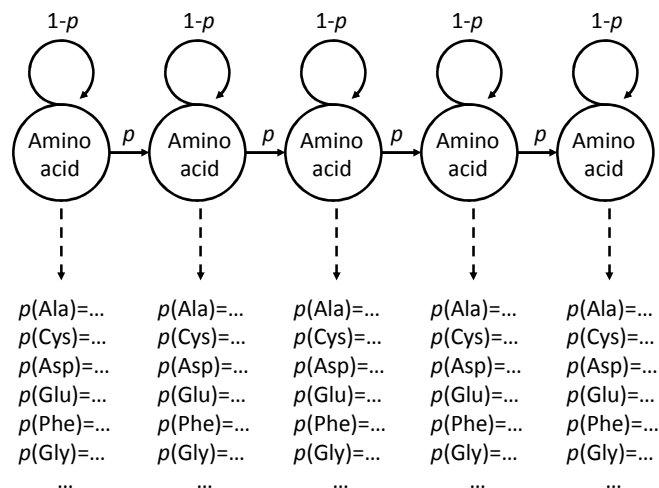 1-p 1-p 1-p 1-p 1-p
Amino acid p Amino acid p Amino acid p Amino acid p Amino acid
p(Ala)=... p(Ala)=... p(Ala)=... p(Ala)=... p(Ala)=...
p(Cys)=... p(Cys)=... p(Cys)=... p(Cys)=... p(Cys)=...
p(Asp)=... p(Asp)=... p(Asp)=... p(Asp)=... p(Asp)=...
p(Glu)=... p(Glu)=... p(Glu)=... p(Glu)=... p(Glu)=...
p(Phe)=... p(Phe)=... p(Phe)=... p(Phe)=... p(Phe)=...
p(Gly)=... p(Gly)=... p(Gly)=... p(Gly)=... p(Gly)=...
... ... ... ... ...